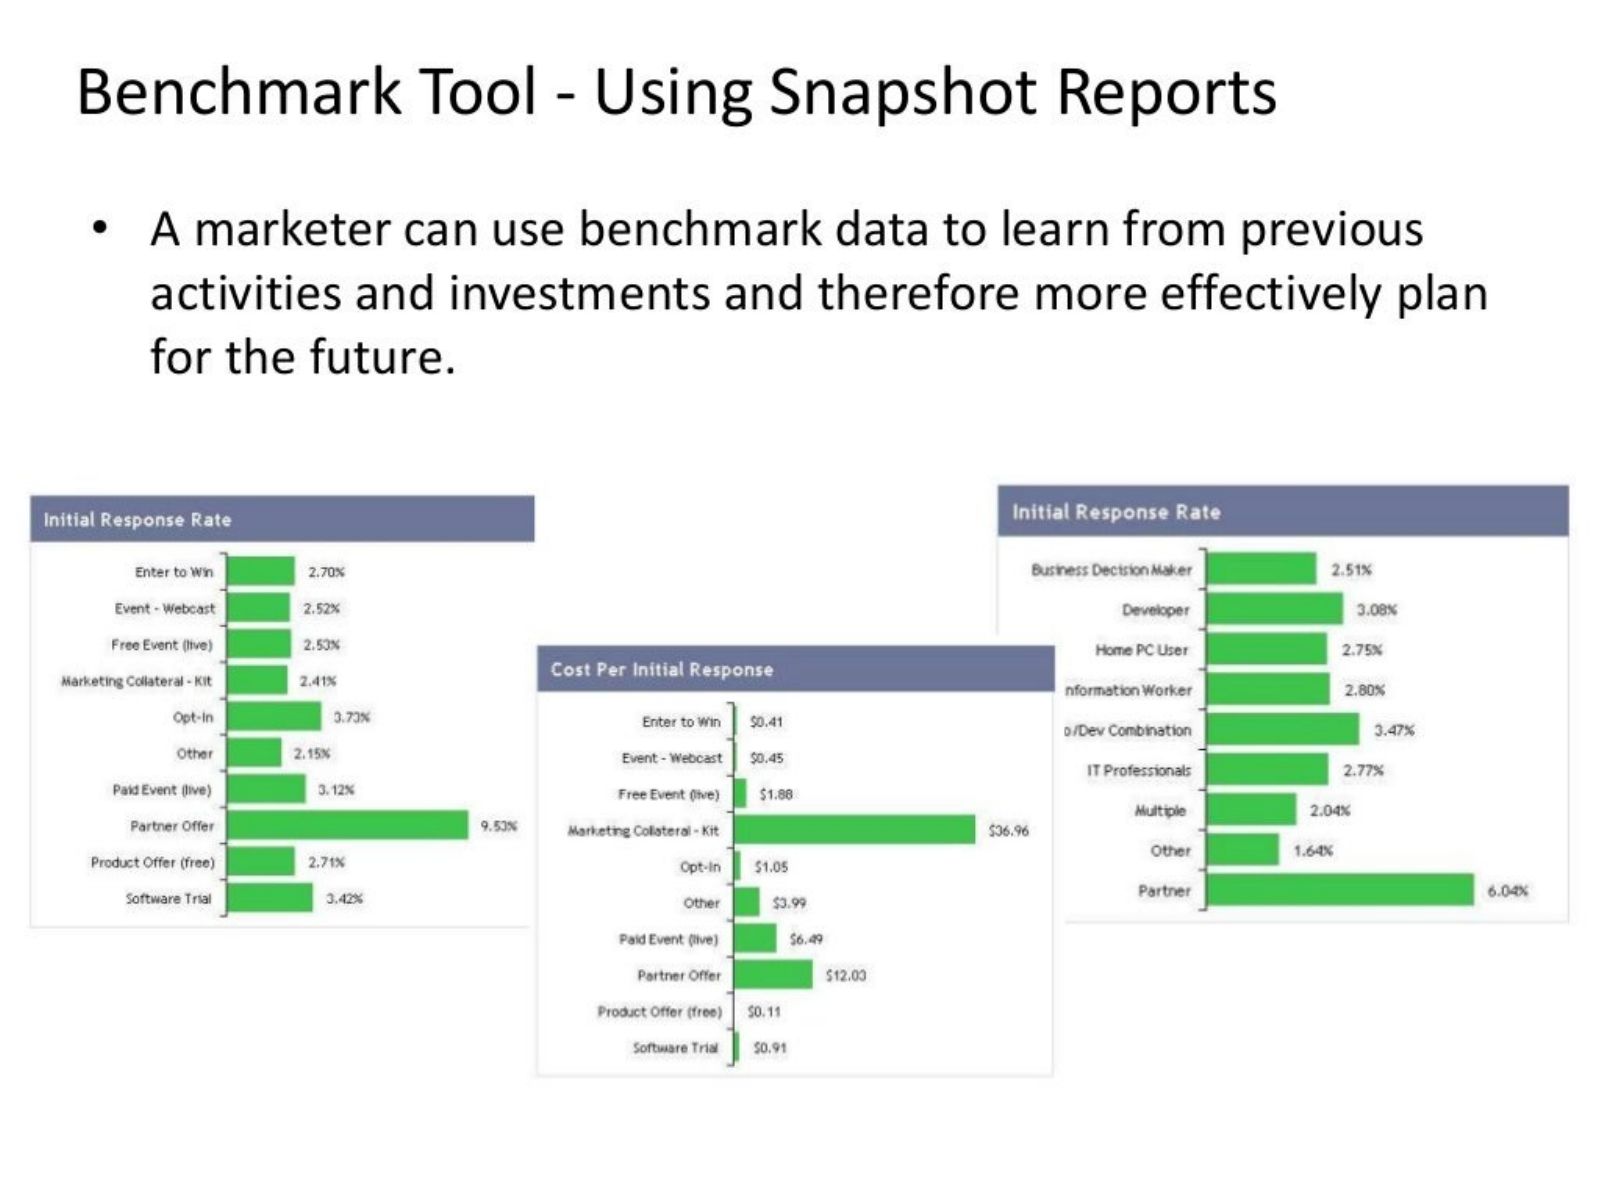 Benchmark Tool - Using Snapshot Reports
• A marketer can use benchmark data to learn from previous
activities and investments and therefore more effectively plan
for the future.
Initial Response Rate
Enter to Win 2.70%
Event - Webcast 2.52%
Free Event (live) 2.53%
Marketing Collateral - Kit 2.41%
Opt-In 3.73%
Other 2.15%
Paid Event (live) 3.12%
Partner Offer 9.53%
Product Offer (free) 2.71%
Software Trial 3.42%
Cost Per Initial Response
Enter to Win $0.41
Event - Webcast $0.45
Free Event (live) $1.88
Marketing Collateral - Kit $36.96
Opt-In $1.05
Other $3.99
Paid Event (live) $6.49
Partner Offer $12.03
Product Offer (free) $0.11
Software Trial $0.91
Initial Response Rate
Business Decision Maker 2.51%
Developer 3.08%
Home PC User 2.75%
nformation Worker 2.80%
o/Dev Combination 3.47%
IT Professionals 2.77%
Multiple 2.04%
Other 1.64%
Partner 6.04%